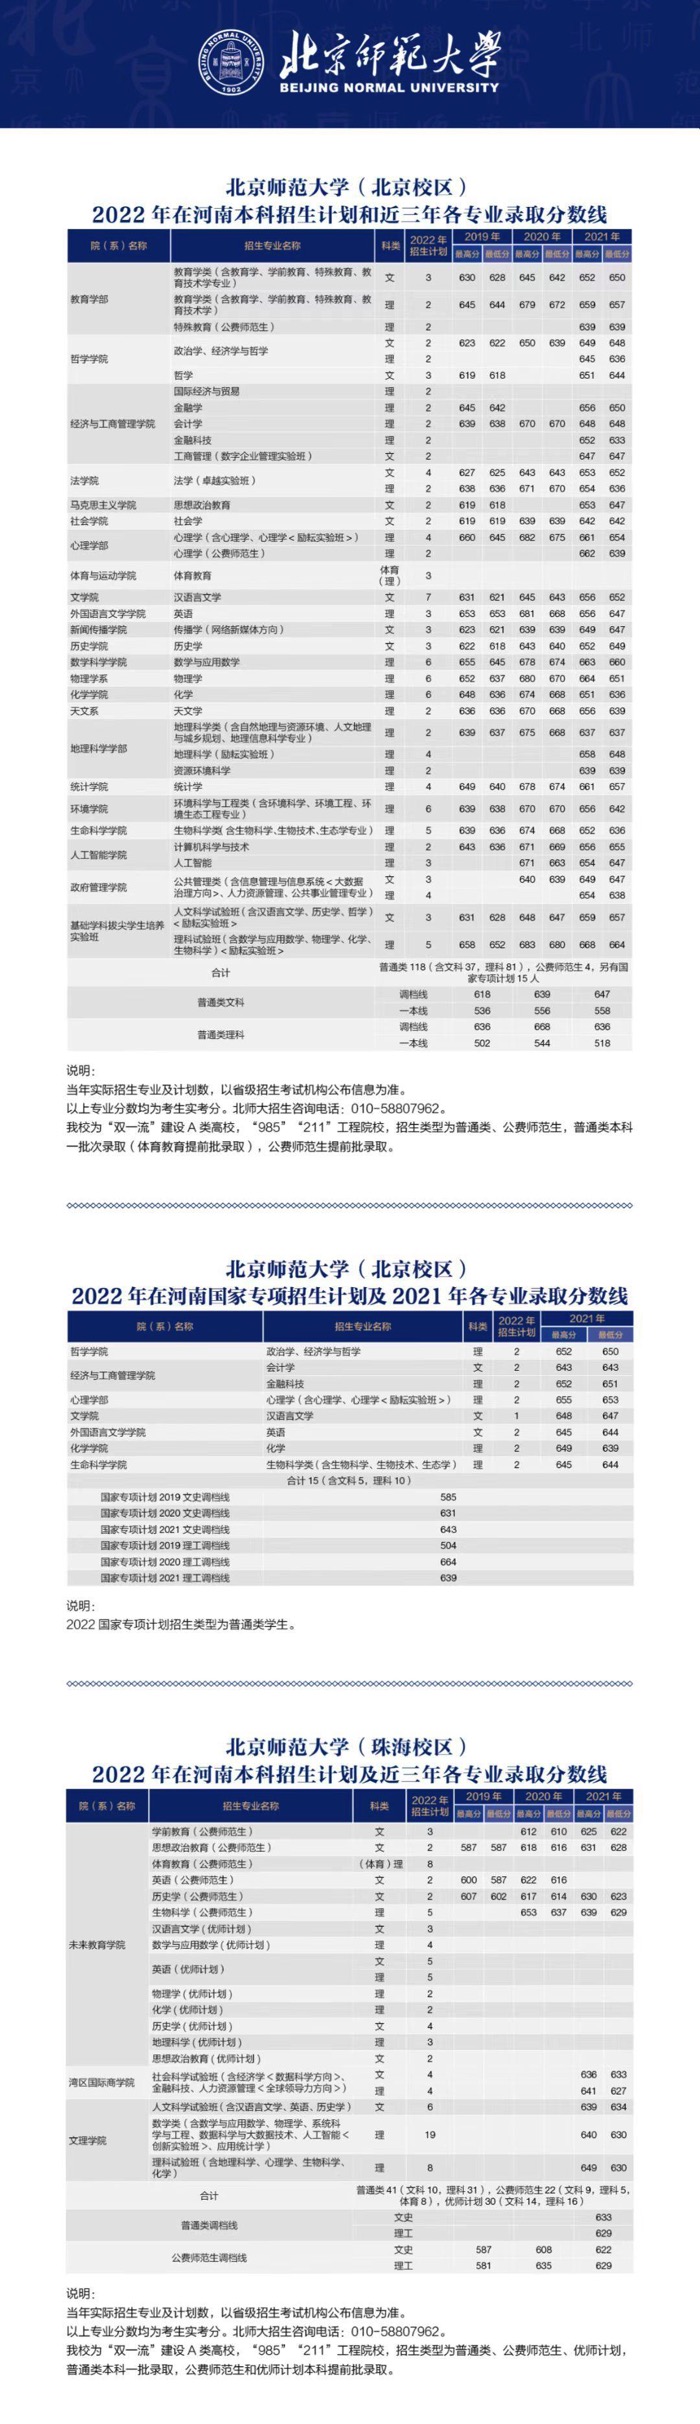 北京师范大学
BEIJING NORMAL UNIVERSITY
BEIJING NORMAL UNIVERSITY
1902
北京师范大学（北京校区）
2022 年在河南本科招生计划和近三年各专业录取分数线
院（系）名称 招生专业名称 科类 2022 年招生计划 2019 年 2020 年 2021 年
最高分 最低分 最高分 最低分 最高分 最低分
教育学部
教育学类（含教育学、学前教育、特殊教育、教育技术学专业） 文 3 630 628 645 642 652 650
教育学类（含教育学、学前教育、特殊教育、教育技术学） 理 2 645 644 679 672 659 657
特殊教育（公费师范生） 理 2 639 639
哲学学院
政治学、经济学与哲学 文 2 623 622 650 639 649 648
理 2 645 636
哲学 文 3 619 618 651 644
经济与工商管理学院
国际经济与贸易 理 2
金融学 理 2 645 642 656 650
会计学 理 2 639 638 670 670 648 648
金融科技 理 2 652 633
工商管理（数字企业管理实验班） 文 2 647 647
法学院 法学（卓越实验班） 文 4 627 625 643 643 653 652
理 2 638 636 671 670 654 636
马克思主义学院 思想政治教育 文 2 619 618 653 647
社会学院 社会学 文 2 619 619 639 639 642 642
心理学部
心理学（含心理学、心理学<励耘实验班>） 理 4 660 645 682 675 661 654
心理学（公费师范生） 理 2 662 639
体育与运动学院 体育教育 体育（理） 3
文学院 汉语言文学 文 7 631 621 645 643 656 652
外国语言文学学院 英语 理 3 653 653 681 668 656 647
新闻传播学院 传播学（网络新媒体方向） 文 3 623 621 639 639 649 647
历史学院 历史学 文 3 622 618 643 640 652 649
数学科学学院 数学与应用数学 理 6 655 645 678 674 663 660
物理学系 物理学 理 6 652 637 680 670 664 651
化学学院 化学 理 6 648 636 674 668 651 636
天文系 天文学 理 2 636 636 670 668 656 639
地理科学学部
地理科学类（含自然地理与资源环境、人文地理与城乡规划、地理信息科学专业） 理 2 639 637 675 668 637 637
地理科学（励耘实验班） 理 4 658 648
资源环境科学 理 2 639 639
统计学院 统计学 理 4 649 640 678 674 661 657
环境学院 环境科学与工程类（含环境科学、环境工程、环境生态工程专业） 理 6 639 638 670 670 656 642
生命科学学院 生物科学类(含生物科学、生物技术、生态学专业) 理 5 639 636 674 668 652 636
人工智能学院
计算机科学与技术 理 2 643 636 671 669 656 655
人工智能 理 3 671 663 654 647
政府管理学院 公共管理类（含信息管理与信息系统<大数据治理方向>、人力资源管理、公共事业管理专业） 文 3 640 639 649 647
理 4 654 638
基础学科拔尖学生培养实验班
人文科学试验班（含汉语言文学、历史学、哲学）<励耘实验班> 文 3 631 628 648 647 659 657
理科试验班（含数学与应用数学、物理学、化学、生物科学）<励耘实验班> 理 5 658 652 683 680 668 664
合计 普通类 118（含文科 37，理科 81），公费师范生 4，另有国家专项计划 15 人
普通类文科 调档线 618 639 647
一本线 536 556 558
普通类理科 调档线 636 668 636
一本线 502 544 518
说明：
当年实际招生专业及计划数，以省级招生考试机构公布信息为准。
以上专业分数均为考生实考分。北师大招生咨询电话：010-58807962。
我校为“双一流”建设 A 类高校，“985”“211”工程院校，招生类型为普通类、公费师范生，普通类本科
一批次录取（体育教育提前批录取），公费师范生提前批录取。
北京师范大学（北京校区）
2022 年在河南国家专项招生计划及 2021 年各专业录取分数线
院（系）名称 招生专业名称 科类 2022 年招生计划 2021 年
最高分 最低分
哲学学院 政治学、经济学与哲学 理 2 652 650
经济与工商管理学院
会计学 文 2 643 643
金融科技 理 2 652 651
心理学部 心理学（含心理学、心理学<励耘实验班>） 理 2 655 653
文学院 汉语言文学 文 1 648 647
外国语言文学学院 英语 文 2 645 644
化学学院 化学 理 2 649 639
生命科学学院 生物科学类（含生物科学、生物技术、生态学） 理 2 645 644
合计 15（含文科 5，理科 10）
国家专项计划 2019 文史调档线 585
国家专项计划 2020 文史调档线 631
国家专项计划 2021 文史调档线 643
国家专项计划 2019 理工调档线 504
国家专项计划 2020 理工调档线 664
国家专项计划 2021 理工调档线 639
说明：
2022 国家专项计划招生类型为普通类学生。
北京师范大学（珠海校区）
2022 年在河南本科招生计划及近三年各专业录取分数线
院（系）名称 招生专业名称 科类 2022 年招生计划 2019 年 2020 年 2021 年
最高分 最低分 最高分 最低分 最高分 最低分
未来教育学院
学前教育（公费师范生） 文 3 612 610 625 622
思想政治教育（公费师范生） 文 2 587 587 618 616 631 628
体育教育（公费师范生） （体育）理 8
英语（公费师范生） 文 2 600 587 622 616
历史学（公费师范生） 文 2 607 602 617 614 630 623
生物科学（公费师范生） 理 5 653 637 639 629
汉语言文学（优师计划） 文 3
数学与应用数学（优师计划） 理 4
英语（优师计划） 文 5
理 5
物理学（优师计划） 理 2
化学（优师计划） 理 2
历史学（优师计划） 文 4
地理科学（优师计划） 理 3
思想政治教育（优师计划） 文 2
湾区国际商学院 社会科学试验班（含经济学<数据科学方向>、金融科技、人力资源管理<全球领导力方向>） 文 4 636 633
理 4 641 627
文理学院
人文科学试验班（含汉语言文学、英语、历史学） 文 6 639 634
数学类（含数学与应用数学、物理学、系统科学与工程、数据科学与大数据技术、人工智能<创新实验班>、应用统计学） 理 19 640 630
理科试验班（含地理科学、心理学、生物科学、化学） 理 8 649 630
合计 普通类 41（文科 10，理科 31），公费师范生 22（文科 9，理科 5，体育 8），优师计划 30（文科 14，理科 16）
普通类调档线 文史 633
理工 629
公费师范生调档线 文史 587 608 622
理工 581 635 629
说明：
当年实际招生专业及计划数，以省级招生考试机构公布信息为准。
以上专业分数均为考生实考分。北师大招生咨询电话：010-58807962。
我校为“双一流”建设 A 类高校，“985”“211”工程院校，招生类型为普通类、公费师范生、优师计划，
普通类本科一批录取，公费师范生和优师计划本科提前批录取。